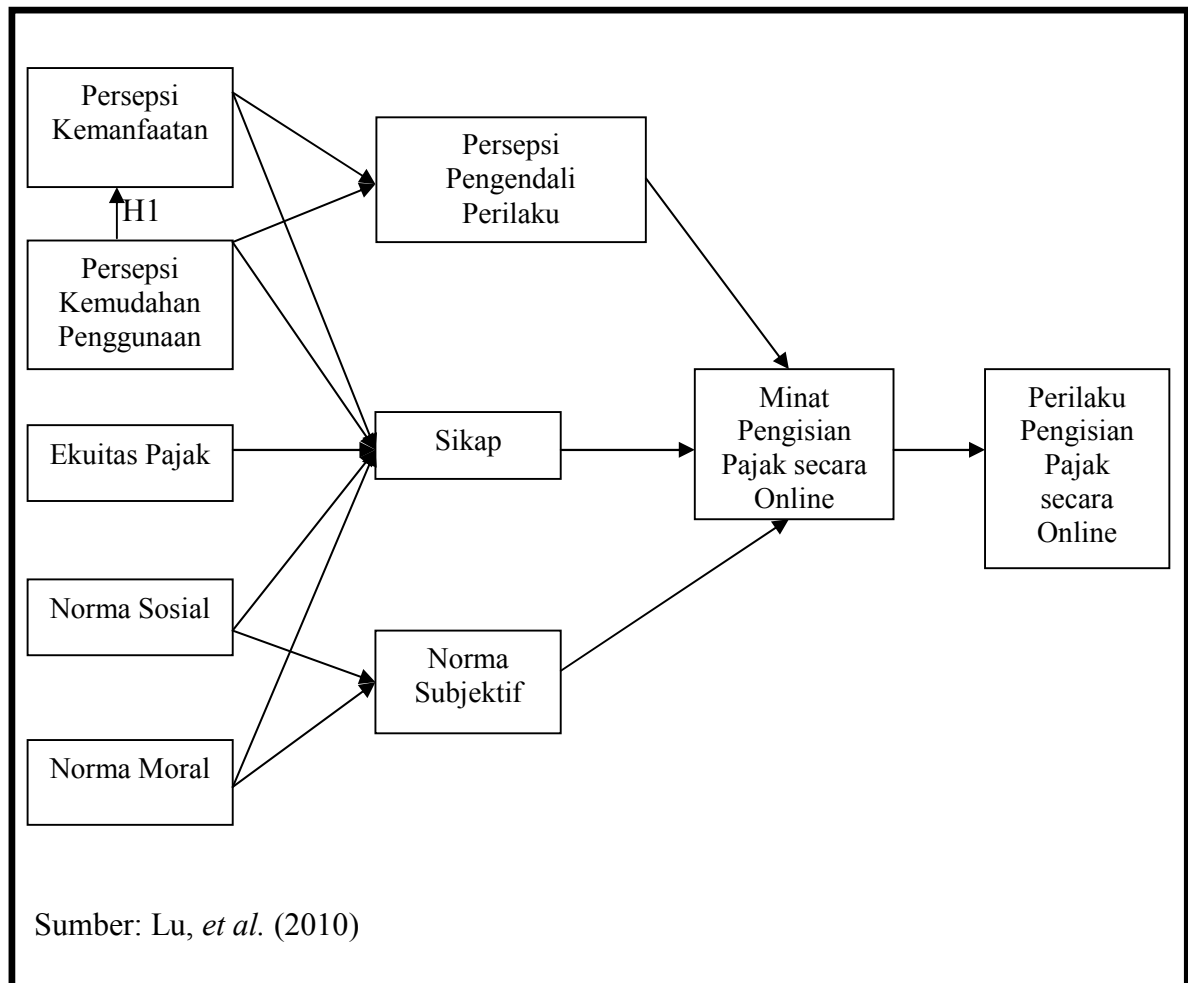 Persepsi
Kemanfaatan
H1
Persepsi
Kemudahan
Penggunaan
Ekuitas Pajak
Norma Sosial
Norma Moral
Persepsi
Pengendali
Perilaku
Sikap
Norma
Subjektif
Minat
Pengisian
Pajak secara
Online
Perilaku
Pengisian
Pajak
secara
Online
Sumber: Lu, et al. (2010)